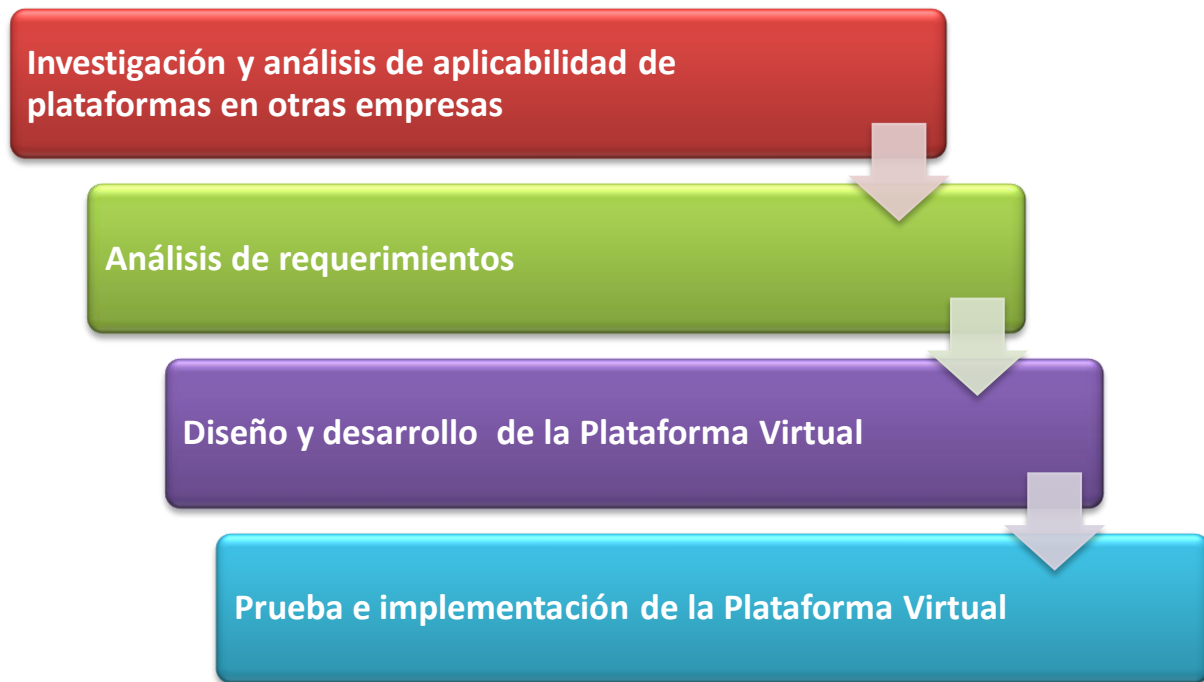 Investigación y análisis de aplicabilidad de
plataformas en otras empresas
Análisis de requerimientos
Diseño y desarrollo  de la Plataforma Virtual
Prueba e implementación de la Plataforma Virtual